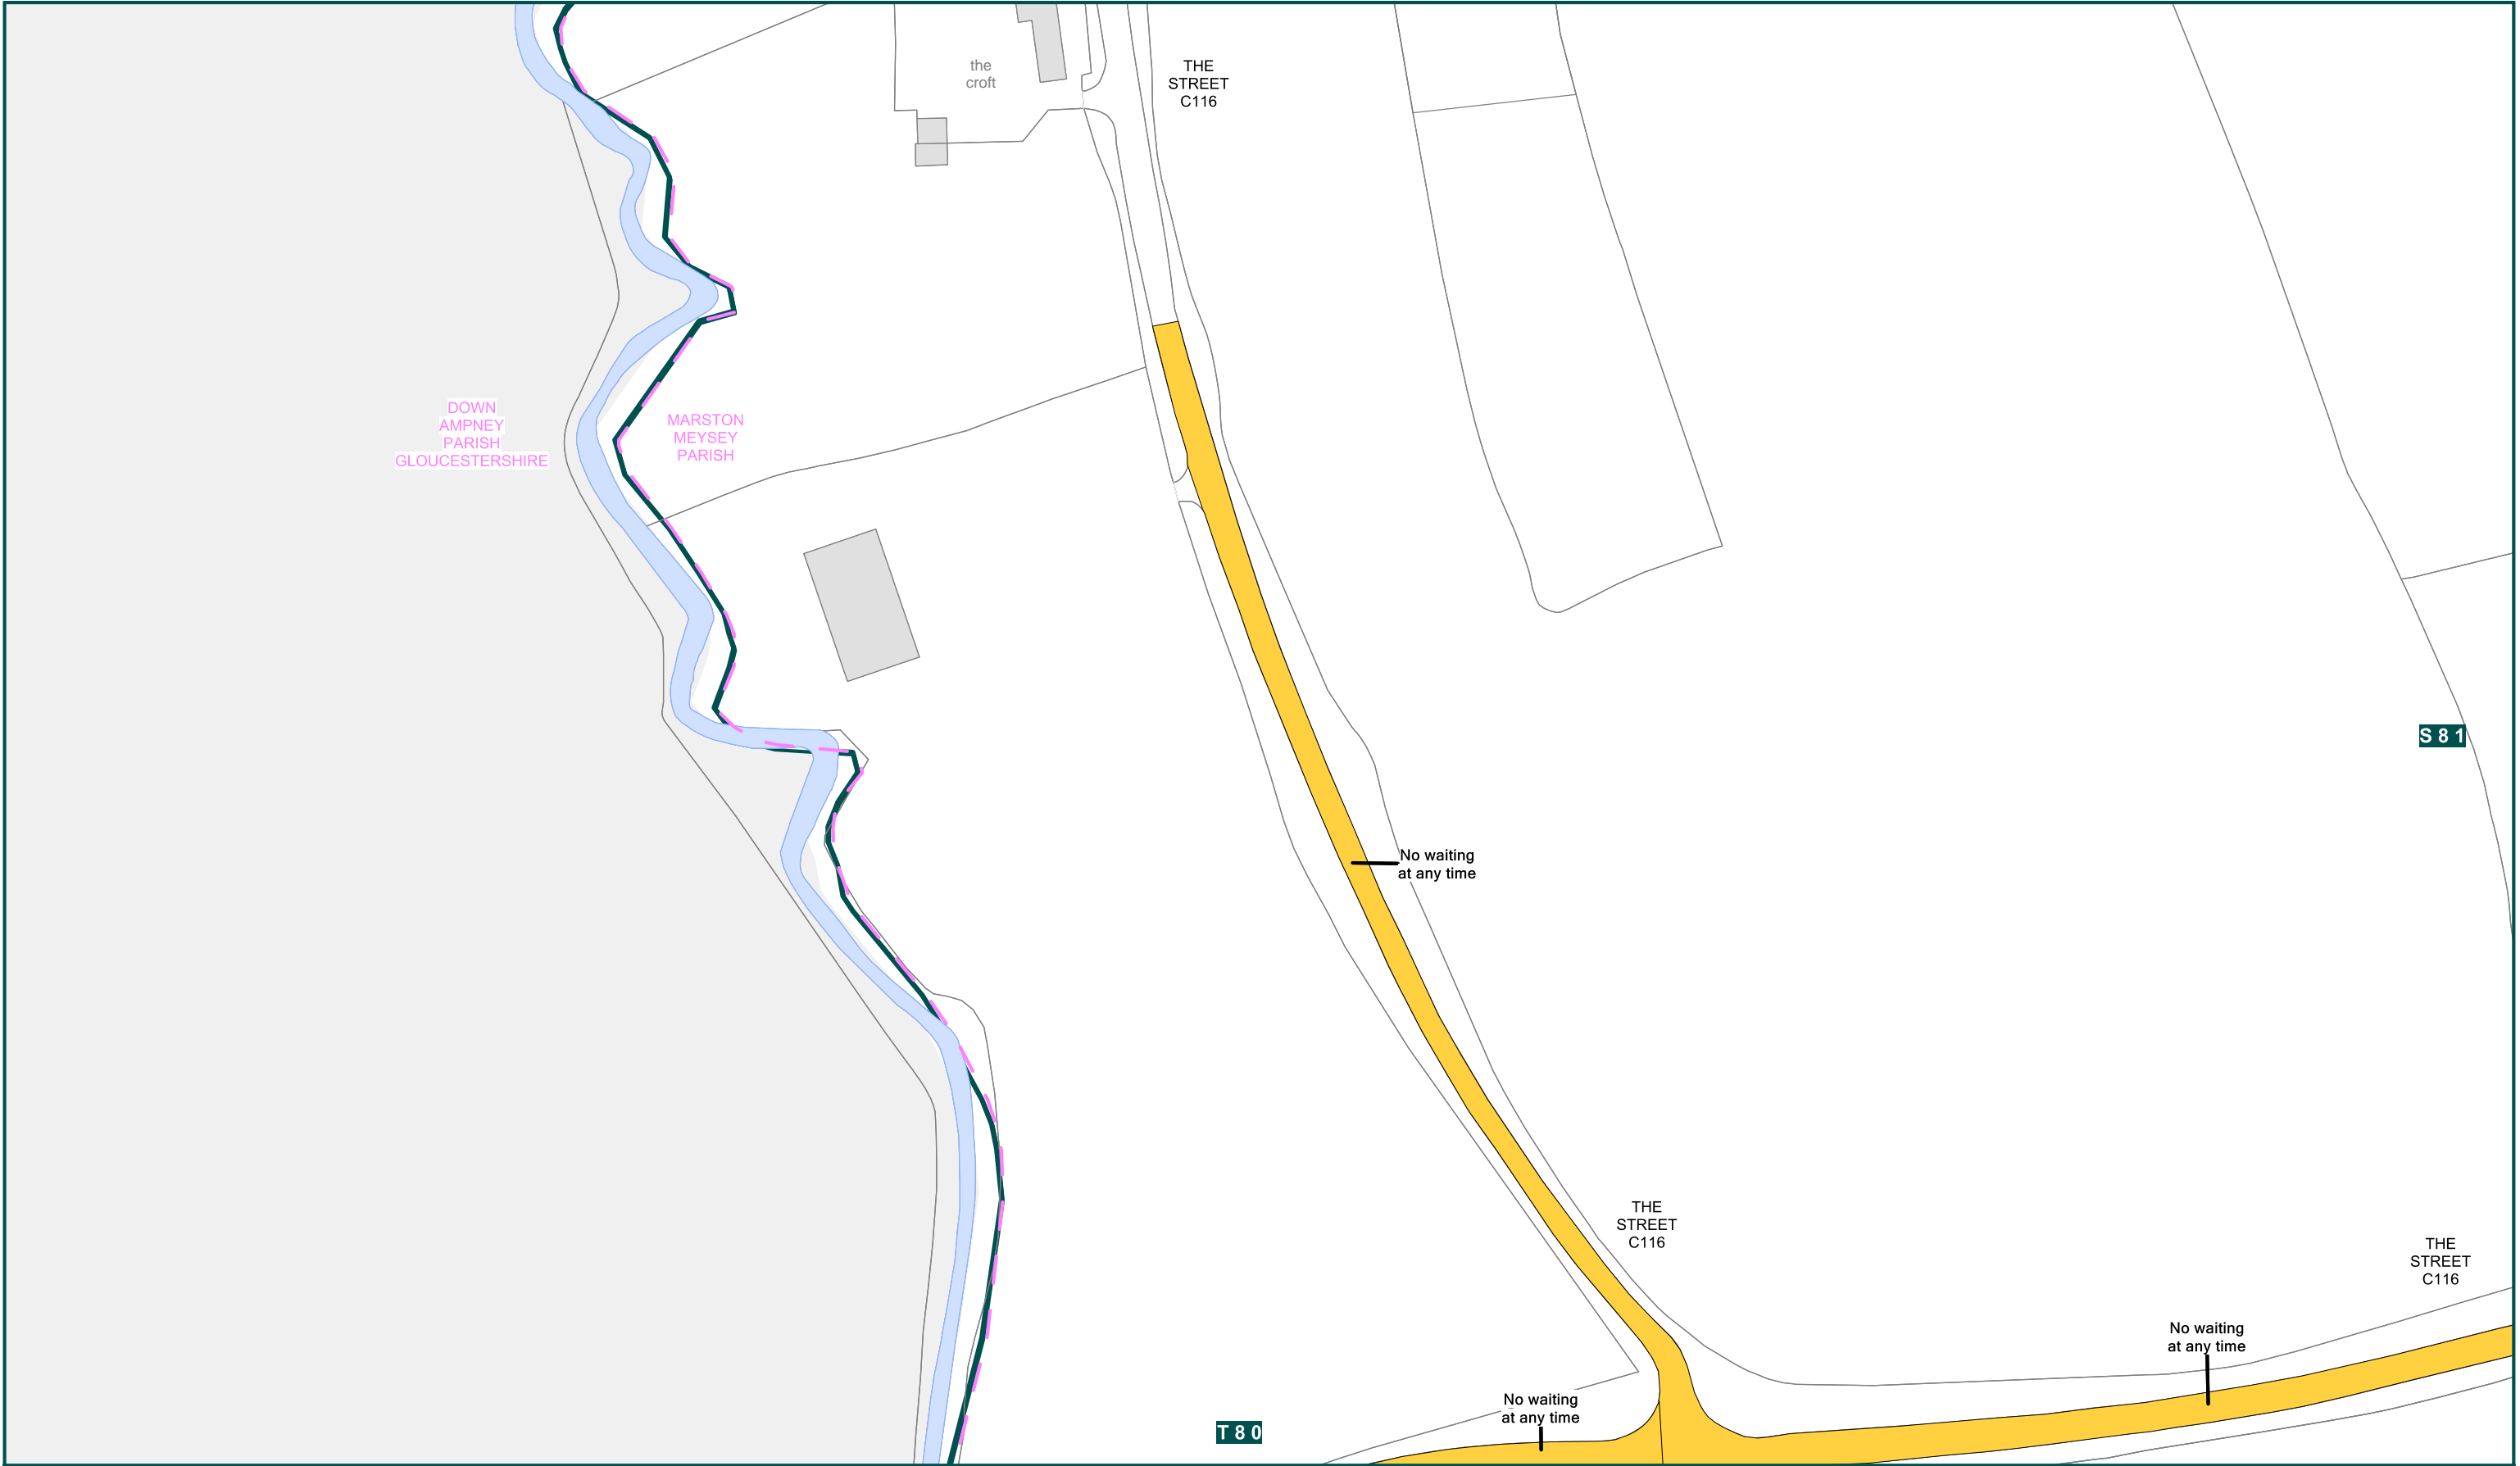 the
croft
THE
STREET
C116
DOWN
AMPNEY
PARISH
GLOUCESTERSHIRE
MARSTON
MEYSEY
PARISH
S 8 1
No waiting
at any time
THE
STREET
C116
THE
STREET
C116
No waiting
at any time
No waiting
at any time
T 8 0